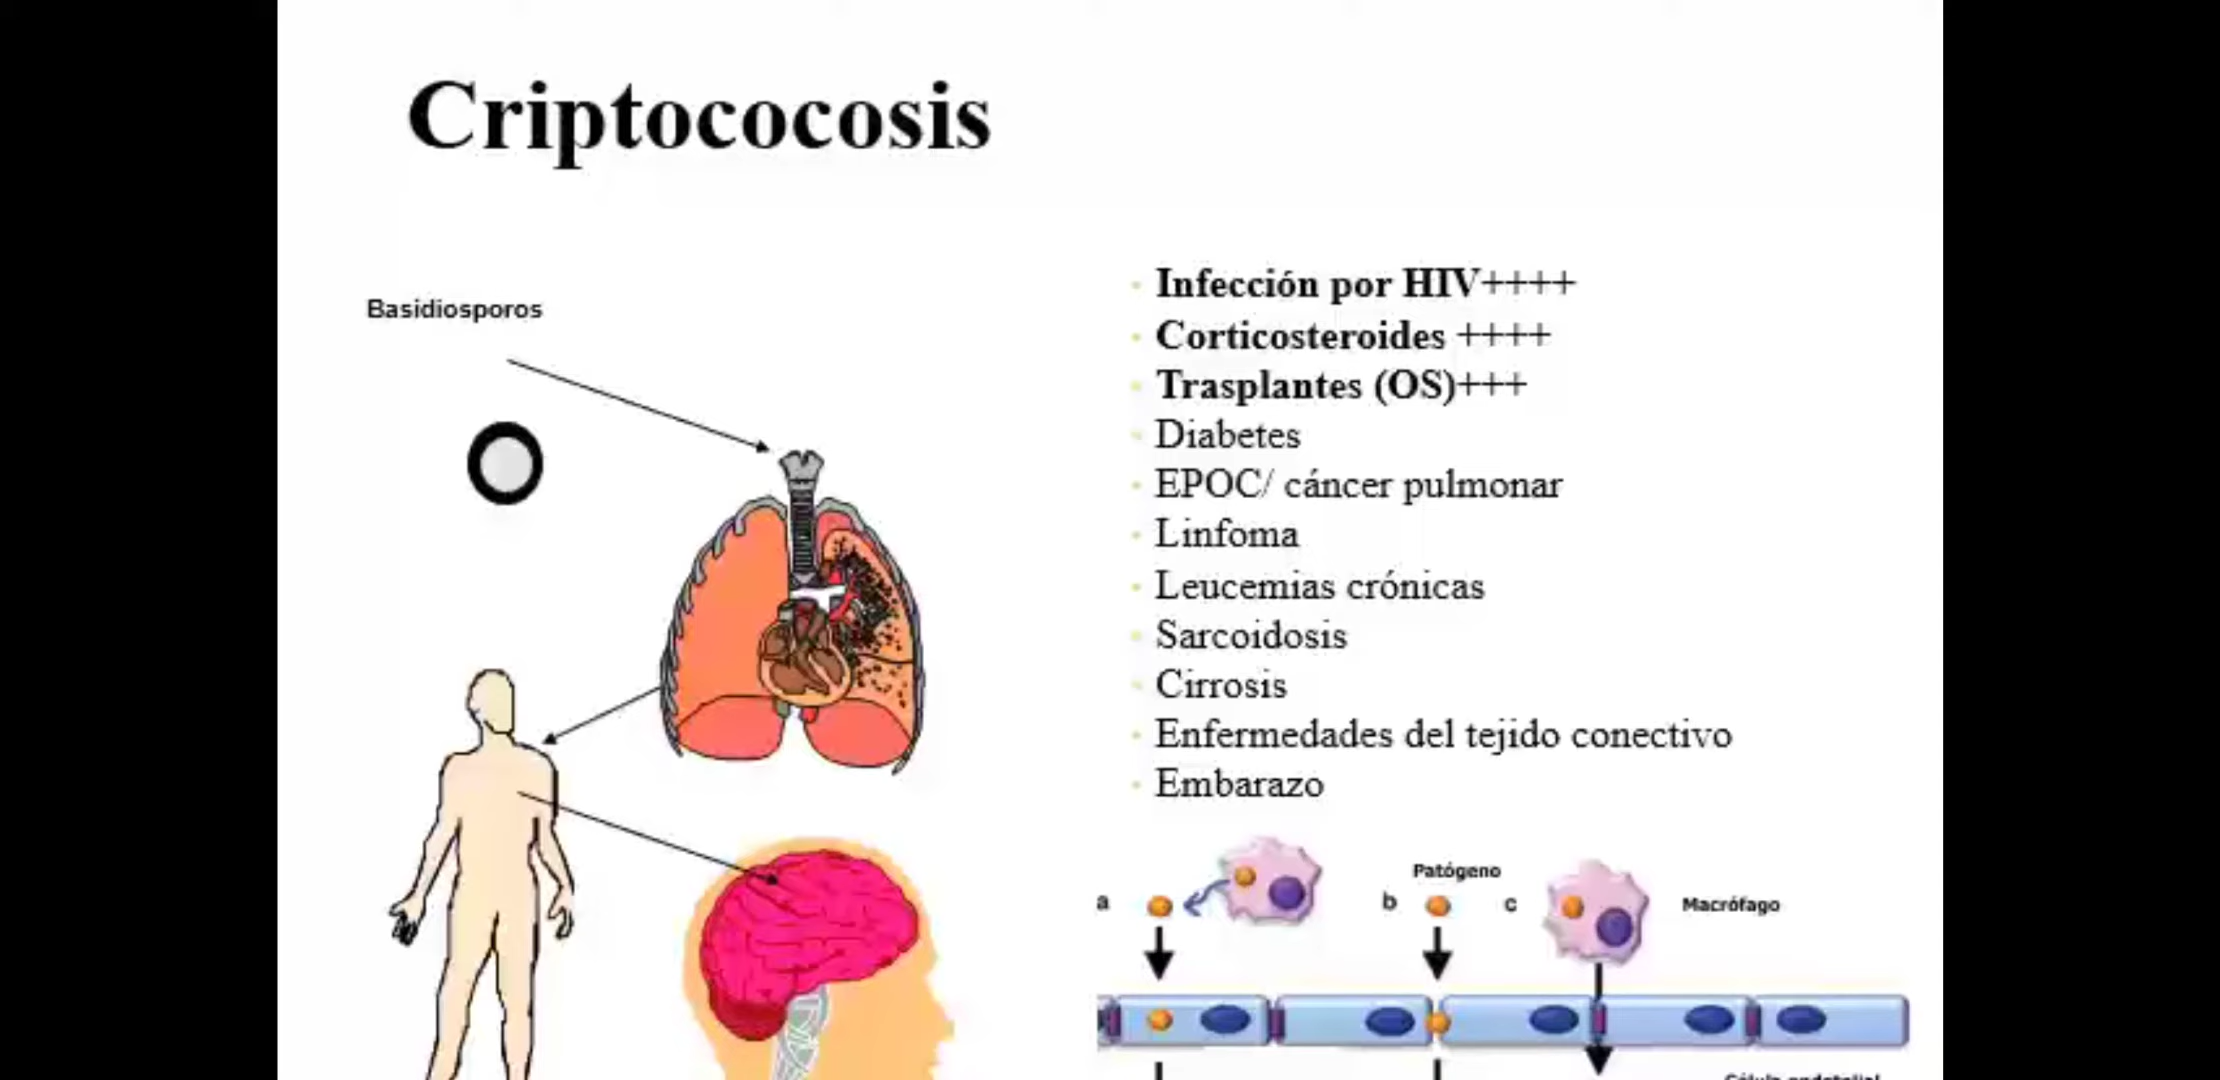 Criptococosis
Basidiosporos
Infección por HIV++++
Corticosteroides ++++
Trasplantes (OS)+++
Diabetes
EPOC/ cáncer pulmonar
Linfoma
Leucemias crónicas
Sarcoidosis
Cirrosis
Enfermedades del tejido conectivo
Embarazo
Patógeno
a
b
c
Macrófago